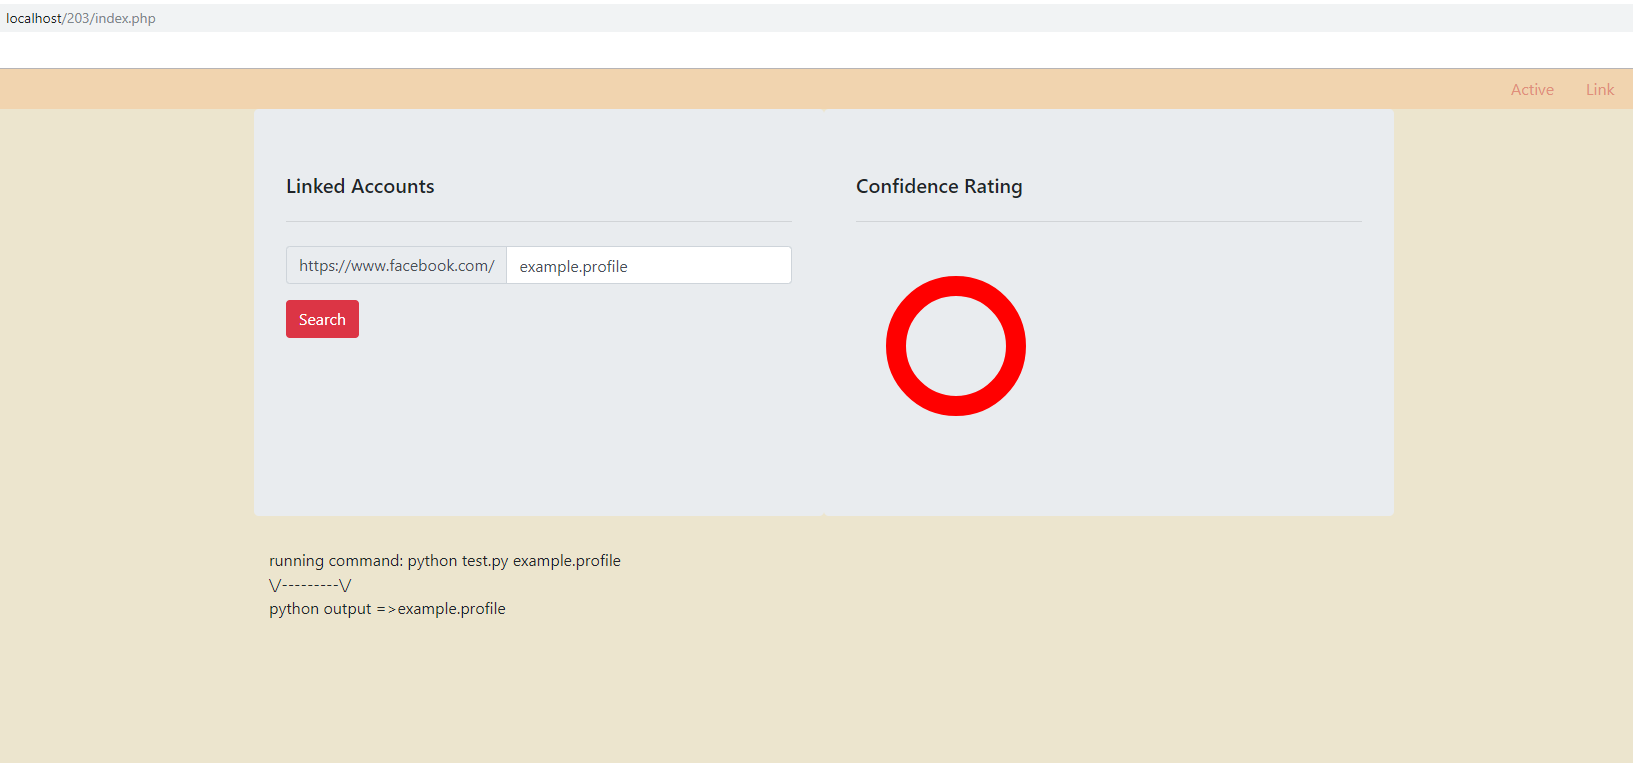 localhost/203/index.php
Active Link
Linked Accounts
Confidence Rating
https://www.facebook.com/ example.profile
Search
running command: python test.py example.profile
\/---------\/
python output =>example.profile